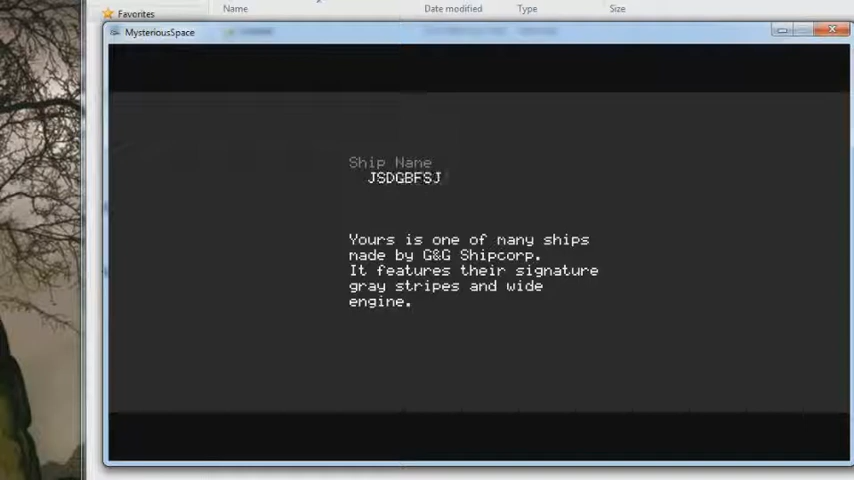 Favorites
Name
Date modified
Type
Size
MysteriousSpace
Ship Name
JSDGBFSJ
Yours is one of many ships
made by G&G Shipcorp.
It features their signature
gray stripes and wide
engine.